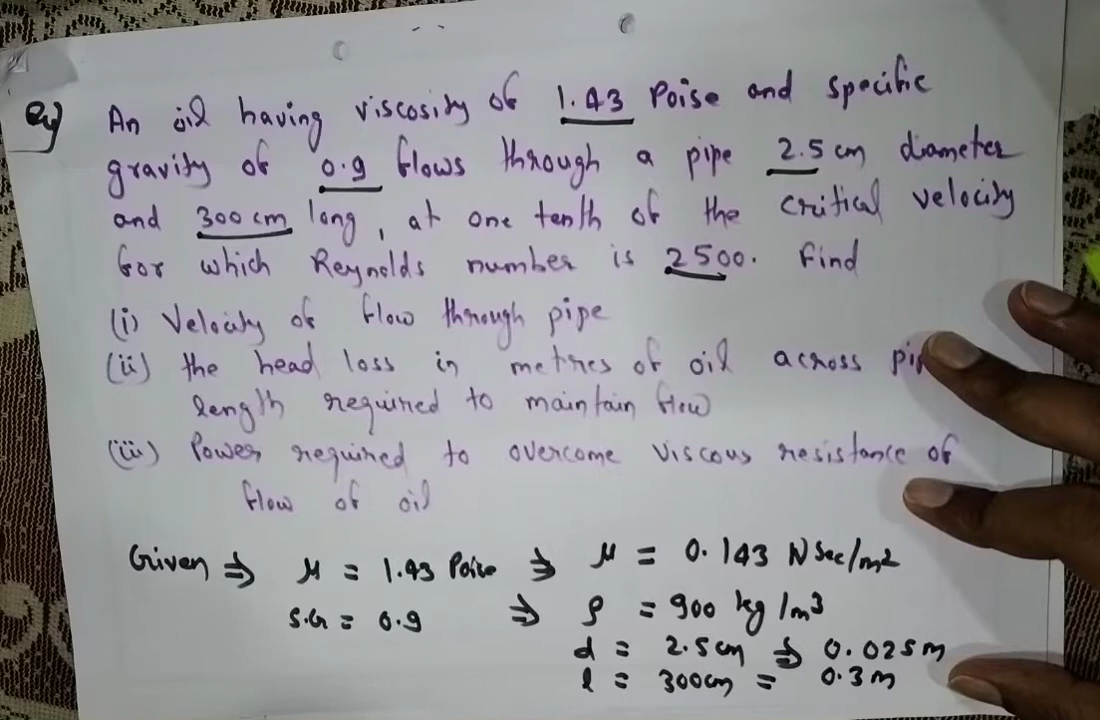 Q) An oil having viscosity of 1.43 Poise and specific
gravity of 0.9 flows through a pipe 2.5 cm diameter
and 300 cm long, at one tenth of the critical velocity
for which Reynolds number is 2500. Find
(i) Velocity of flow through pipe
(ii) the head loss in metres of oil across pip
length required to maintain flow
(iii) Power required to overcome viscous resistance of
flow of oil
Given ⇒ μ = 1.43 Poise ⇒ μ = 0.143 N sec/m²
S.G = 0.9 ⇒ ρ = 900 kg/m³
d = 2.5 cm ⇒ 0.025 m
l = 300 cm = 0.3 m